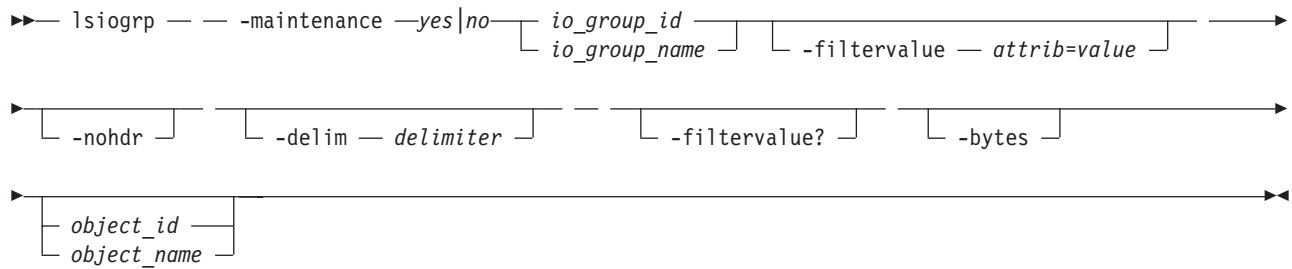 lsiogrp -maintenance yes|no io_group_id
io_group_name -filtervalue attrib=value
-nohdr -delim delimiter -filtervalue? -bytes
object_id
object_name